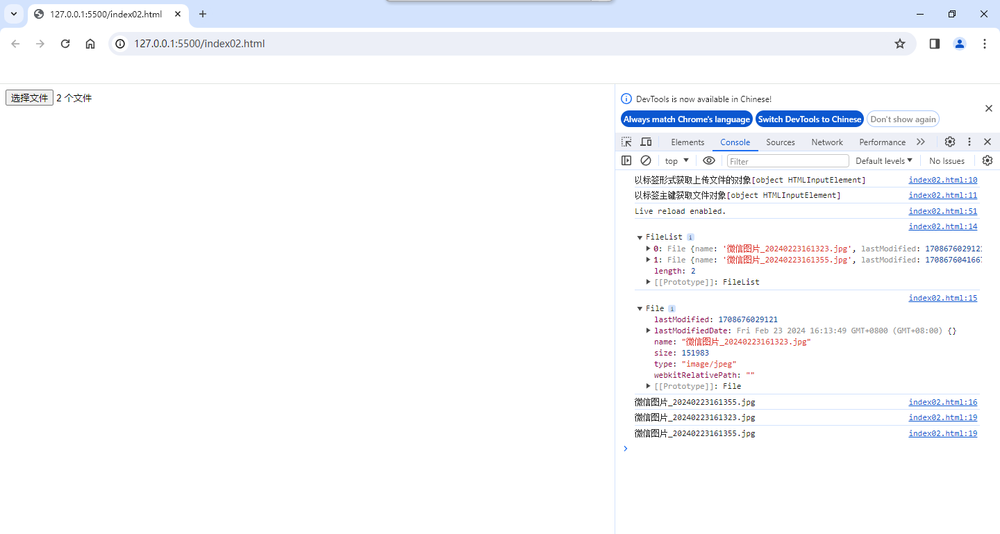 127.0.0.1:5500/index02.html
127.0.0.1:5500/index02.html
选择文件 2 个文件
DevTools is now available in Chinese!
Always match Chrome's language Switch DevTools to Chinese Don't show again
Elements Console Sources Network Performance
top Filter Default levels No Issues
以标签形式获取上传文件的对象[object HTMLInputElement] index02.html:10
以标签主键获取文件对象[object HTMLInputElement] index02.html:11
Live reload enabled. index02.html:51
index02.html:14
FileList i
0: File {name: '微信图片_20240223161323.jpg', lastModified: 1708676029121
1: File {name: '微信图片_20240223161355.jpg', lastModified: 1708676041667
length: 2
[[Prototype]]: FileList
index02.html:15
File i
lastModified: 1708676029121
lastModifiedDate: Fri Feb 23 2024 16:13:49 GMT+0800 (GMT+08:00) {}
name: "微信图片_20240223161323.jpg"
size: 151983
type: "image/jpeg"
webkitRelativePath: ""
[[Prototype]]: File
微信图片_20240223161355.jpg index02.html:16
微信图片_20240223161323.jpg index02.html:19
微信图片_20240223161355.jpg index02.html:19